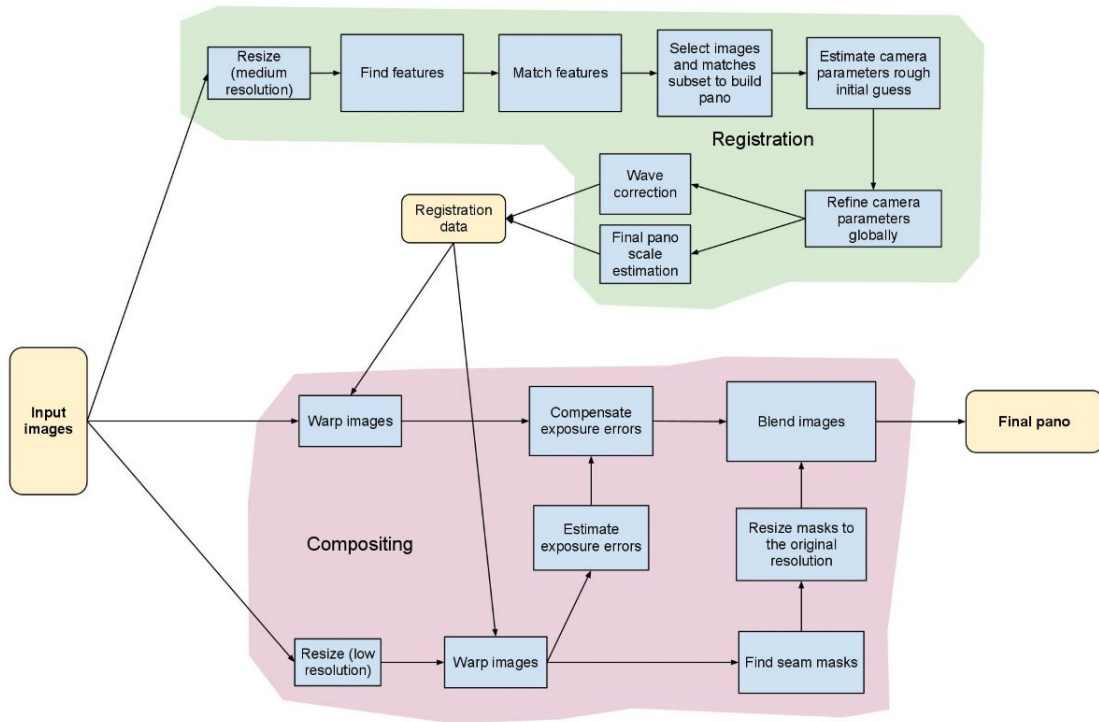 Resize
(medium
resolution)
Find features
Match features
Select images
and matches
subset to build
pano
Estimate camera
parameters rough
initial guess
Registration
Wave
correction
Refine camera
parameters
globally
Registration
data
Final pano
scale
estimation
Input
images
Warp images
Compensate
exposure errors
Blend images
Final pano
Compositing
Estimate
exposure errors
Resize masks to
the original
resolution
Resize (low
resolution)
Warp images
Find seam masks